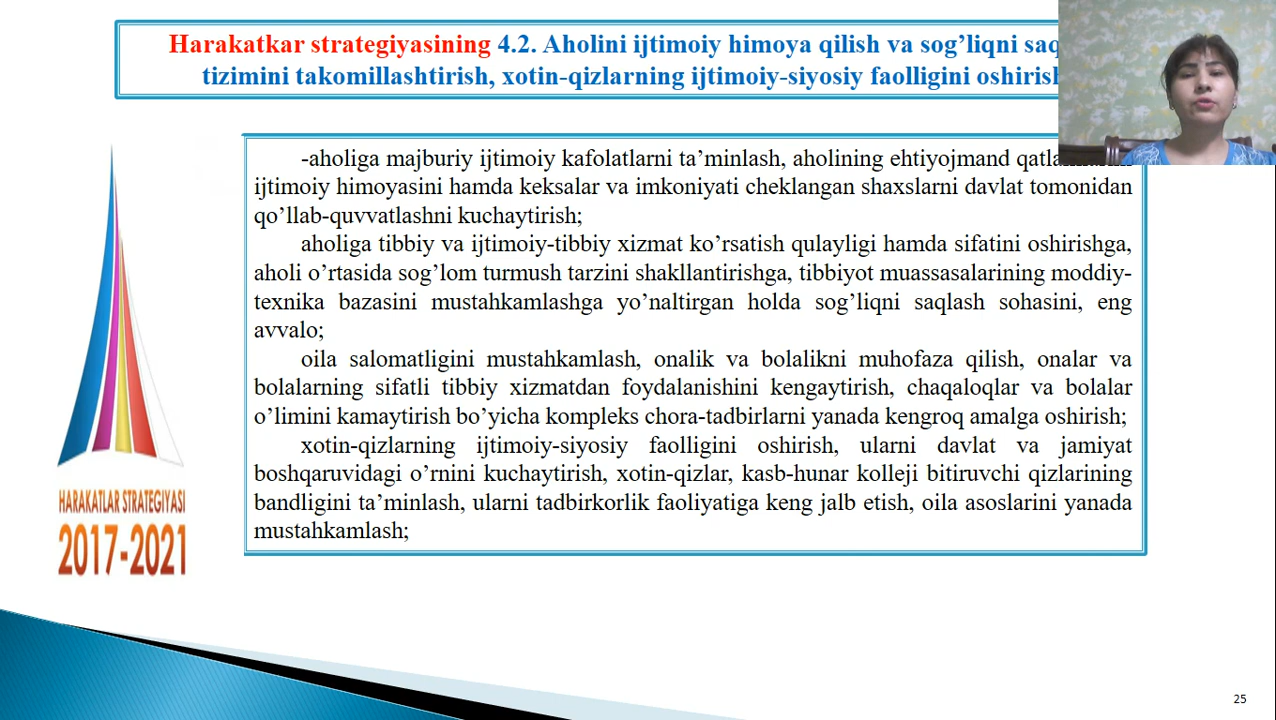 Harakatkar strategiyasining 4.2. Aholini ijtimoiy himoya qilish va sog’liqni
tizimini takomillashtirish, xotin-qizlarning ijtimoiy-siyosiy faolligini
-aholiga majburiy ijtimoiy kafolatlarni ta’minlash, aholining ehtiyojmand
ijtimoiy himoyasini hamda keksalar va imkoniyati cheklangan shaxslarni davlat tomonidan
qo’llab-quvvatlashni kuchaytirish;
aholiga tibbiy va ijtimoiy-tibbiy xizmat ko’rsatish qulayligi hamda sifatini oshirishga,
aholi o’rtasida sog’lom turmush tarzini shakllantirishga, tibbiyot muassasalarining moddiy-
texnika bazasini mustahkamlashga yo’naltirgan holda sog’liqni saqlash sohasini, eng
avvalo;
oila salomatligini mustahkamlash, onalik va bolalikni muhofaza qilish, onalar va
bolalarning sifatli tibbiy xizmatdan foydalanishini kengaytirish, chaqaloqlar va bolalar
o’limini kamaytirish bo’yicha kompleks chora-tadbirlarni yanada kengroq amalga oshirish;
xotin-qizlarning ijtimoiy-siyosiy faolligini oshirish, ularni davlat va jamiyat
boshqaruvidagi o’rnini kuchaytirish, xotin-qizlar, kasb-hunar kolleji bitiruvchi qizlarining
bandligini ta’minlash, ularni tadbirkorlik faoliyatiga keng jalb etish, oila asoslarini yanada
mustahkamlash;
HARAKATLAR STRATEGIYASI
2017-2021
25